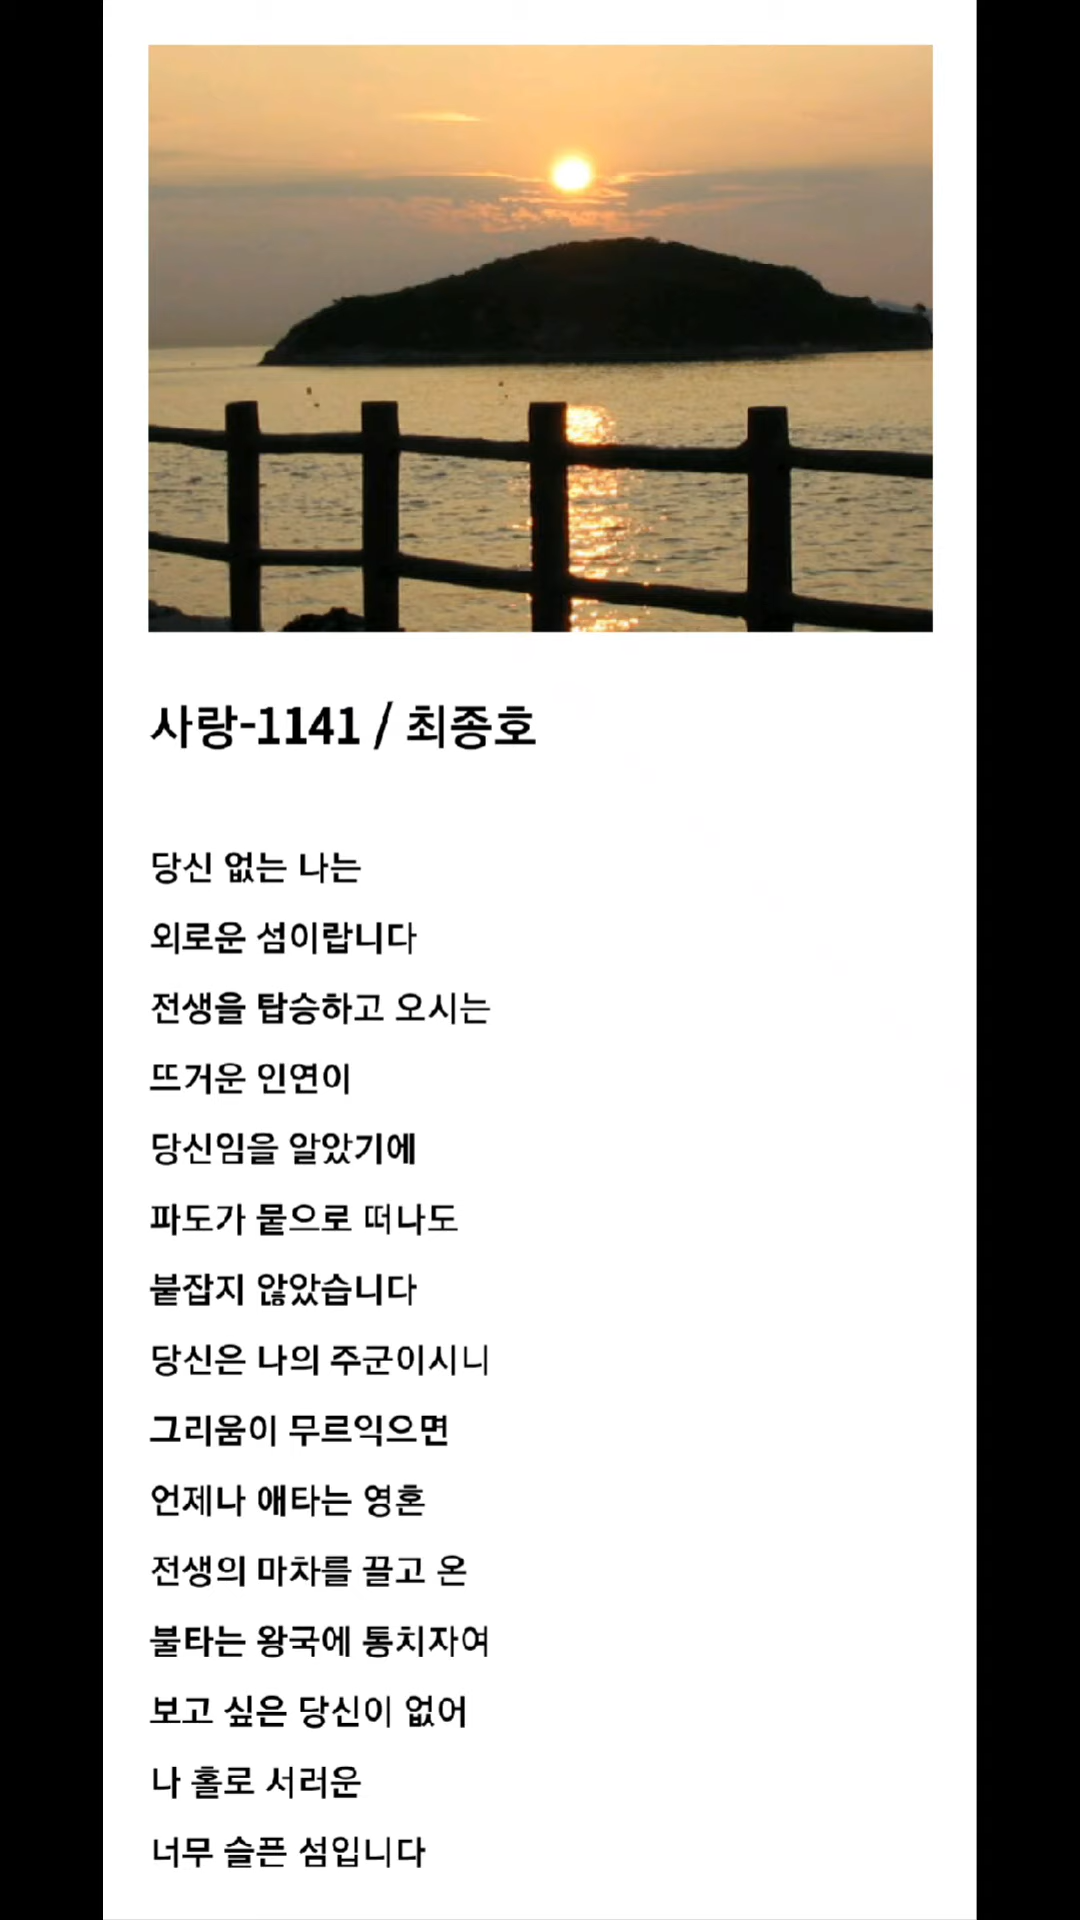 사랑-1141 / 최종호
당신 없는 나는
외로운 섬이랍니다
전생을 탑승하고 오시는
뜨거운 인연이
당신임을 알았기에
파도가 뭍으로 떠나도
붙잡지 않았습니다
당신은 나의 주군이시니
그리움이 무르익으면
언제나 애타는 영혼
전생의 마차를 끌고 온
불타는 왕국에 통치자여
보고 싶은 당신이 없어
나 홀로 서러운
너무 슬픈 섬입니다